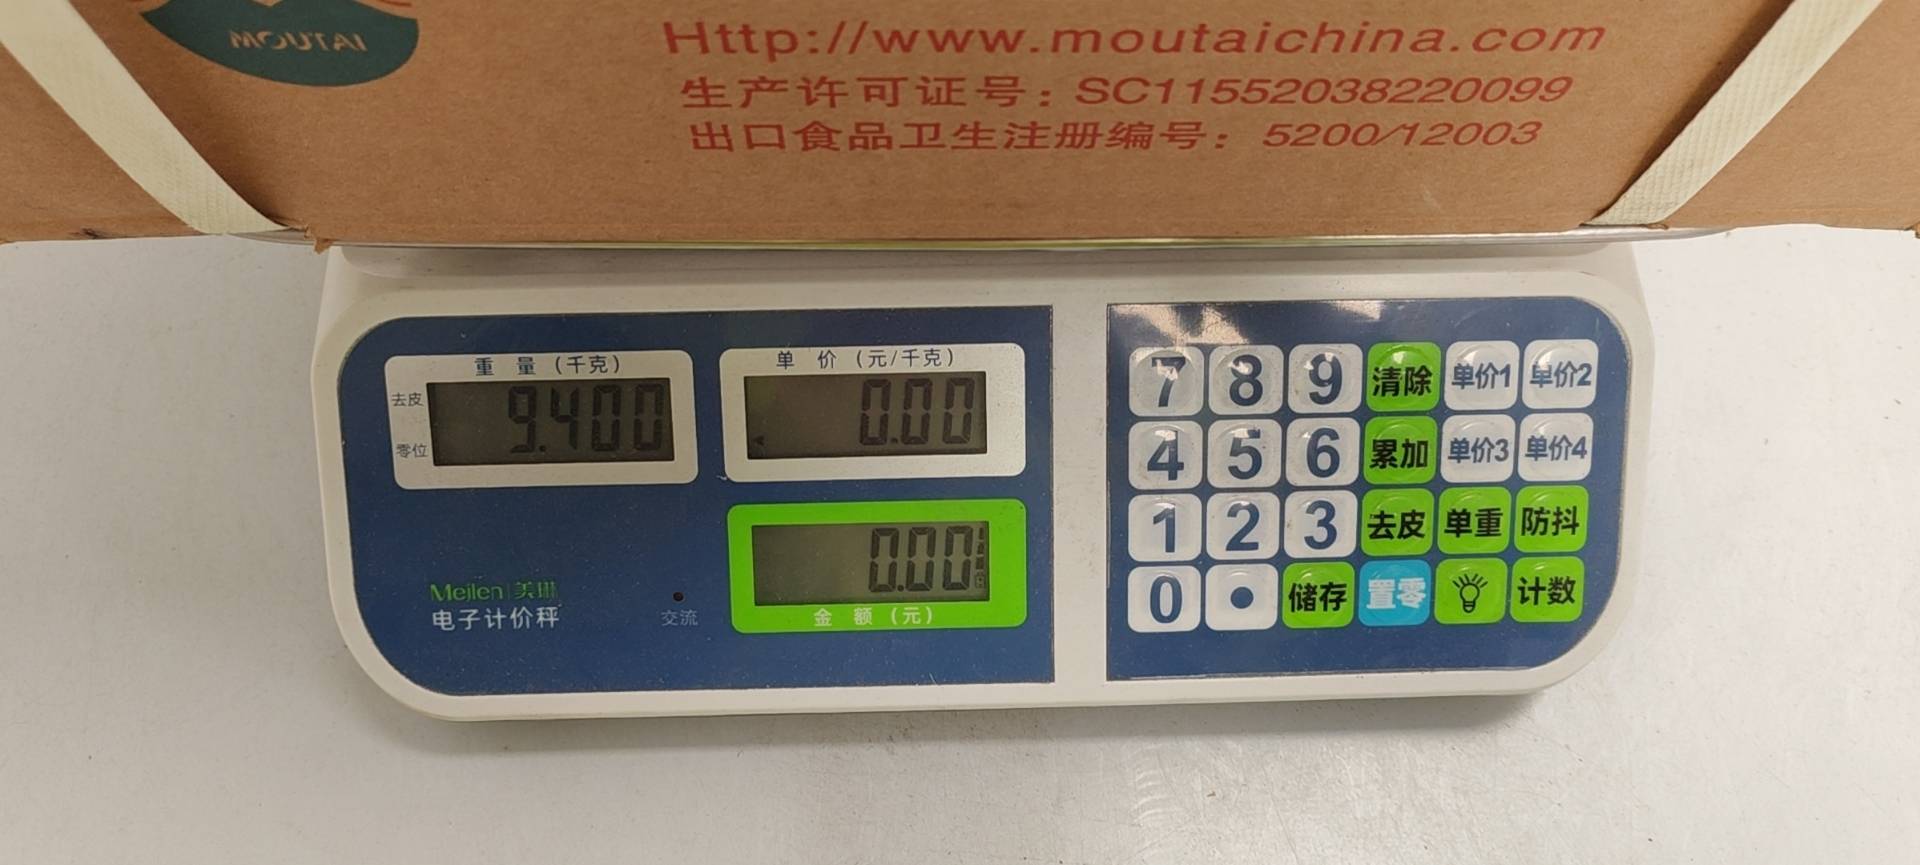 MOUTAI
Http://www.moutaichina.com
生产许可证号：SC11552038220099
出口食品卫生注册编号：5200/12003
重量（千克）
去皮
零位
9.400
单价（元/千克）
0.00
0.00
金额（元）
Meilen|美琳
电子计价秤
交流
7 8 9 清除 单价1 单价2
4 5 6 累加 单价3 单价4
1 2 3 去皮 单重 防抖
0 • 储存 置零 计数